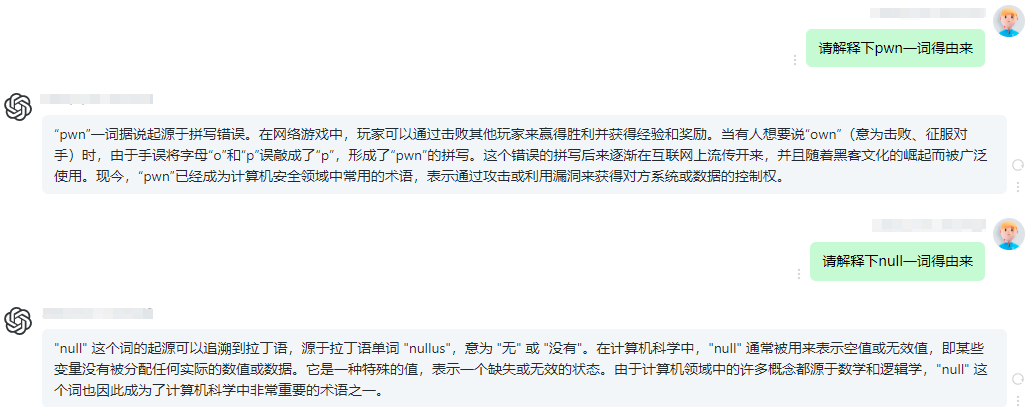 请解释下pwn一词得由来
“pwn”一词据说起源于拼写错误。在网络游戏中，玩家可以通过击败其他玩家来赢得胜利并获得经验和奖励。当有人想要说“own”（意为击败、征服对
手）时，由于手误将字母“o”和“p”误敲成了“p”，形成了“pwn”的拼写。这个错误的拼写后来逐渐在互联网上流传开来，并且随着黑客文化的崛起而被广泛
使用。现今，“pwn”已经成为计算机安全领域中常用的术语，表示通过攻击或利用漏洞来获得对方系统或数据的控制权。
请解释下null一词得由来
"null" 这个词的起源可以追溯到拉丁语，源于拉丁语单词 "nullus"，意为 "无" 或 "没有"。在计算机科学中，"null" 通常被用来表示空值或无效值，即某些
变量没有被分配任何实际的数值或数据。它是一种特殊的值，表示一个缺失或无效的状态。由于计算机领域中的许多概念都源于数学和逻辑学，"null" 这
个词也因此成为了计算机科学中非常重要的术语之一。